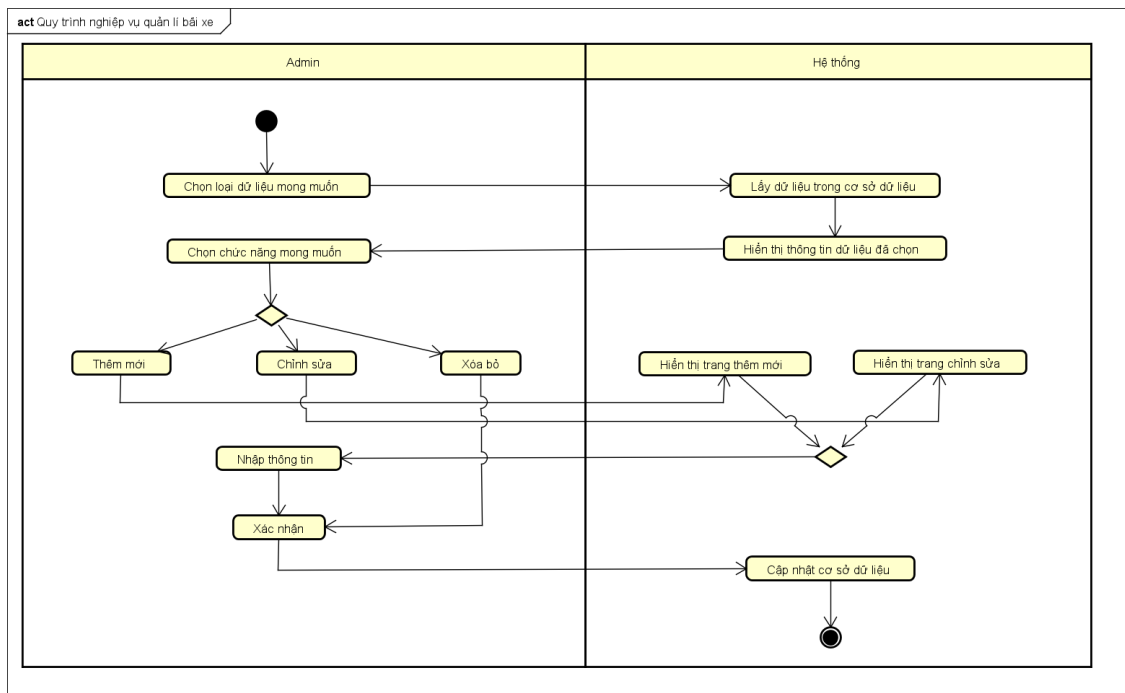 act Quy trình nghiệp vụ quản lí bãi xe
Admin
Hệ thống
Chọn loại dữ liệu mong muốn
Lấy dữ liệu trong cơ sở dữ liệu
Chọn chức năng mong muốn
Hiển thị thông tin dữ liệu đã chọn
Thêm mới
Chỉnh sửa
Xóa bỏ
Hiển thị trang thêm mới
Hiển thị trang chỉnh sửa
Nhập thông tin
Xác nhận
Cập nhật cơ sở dữ liệu